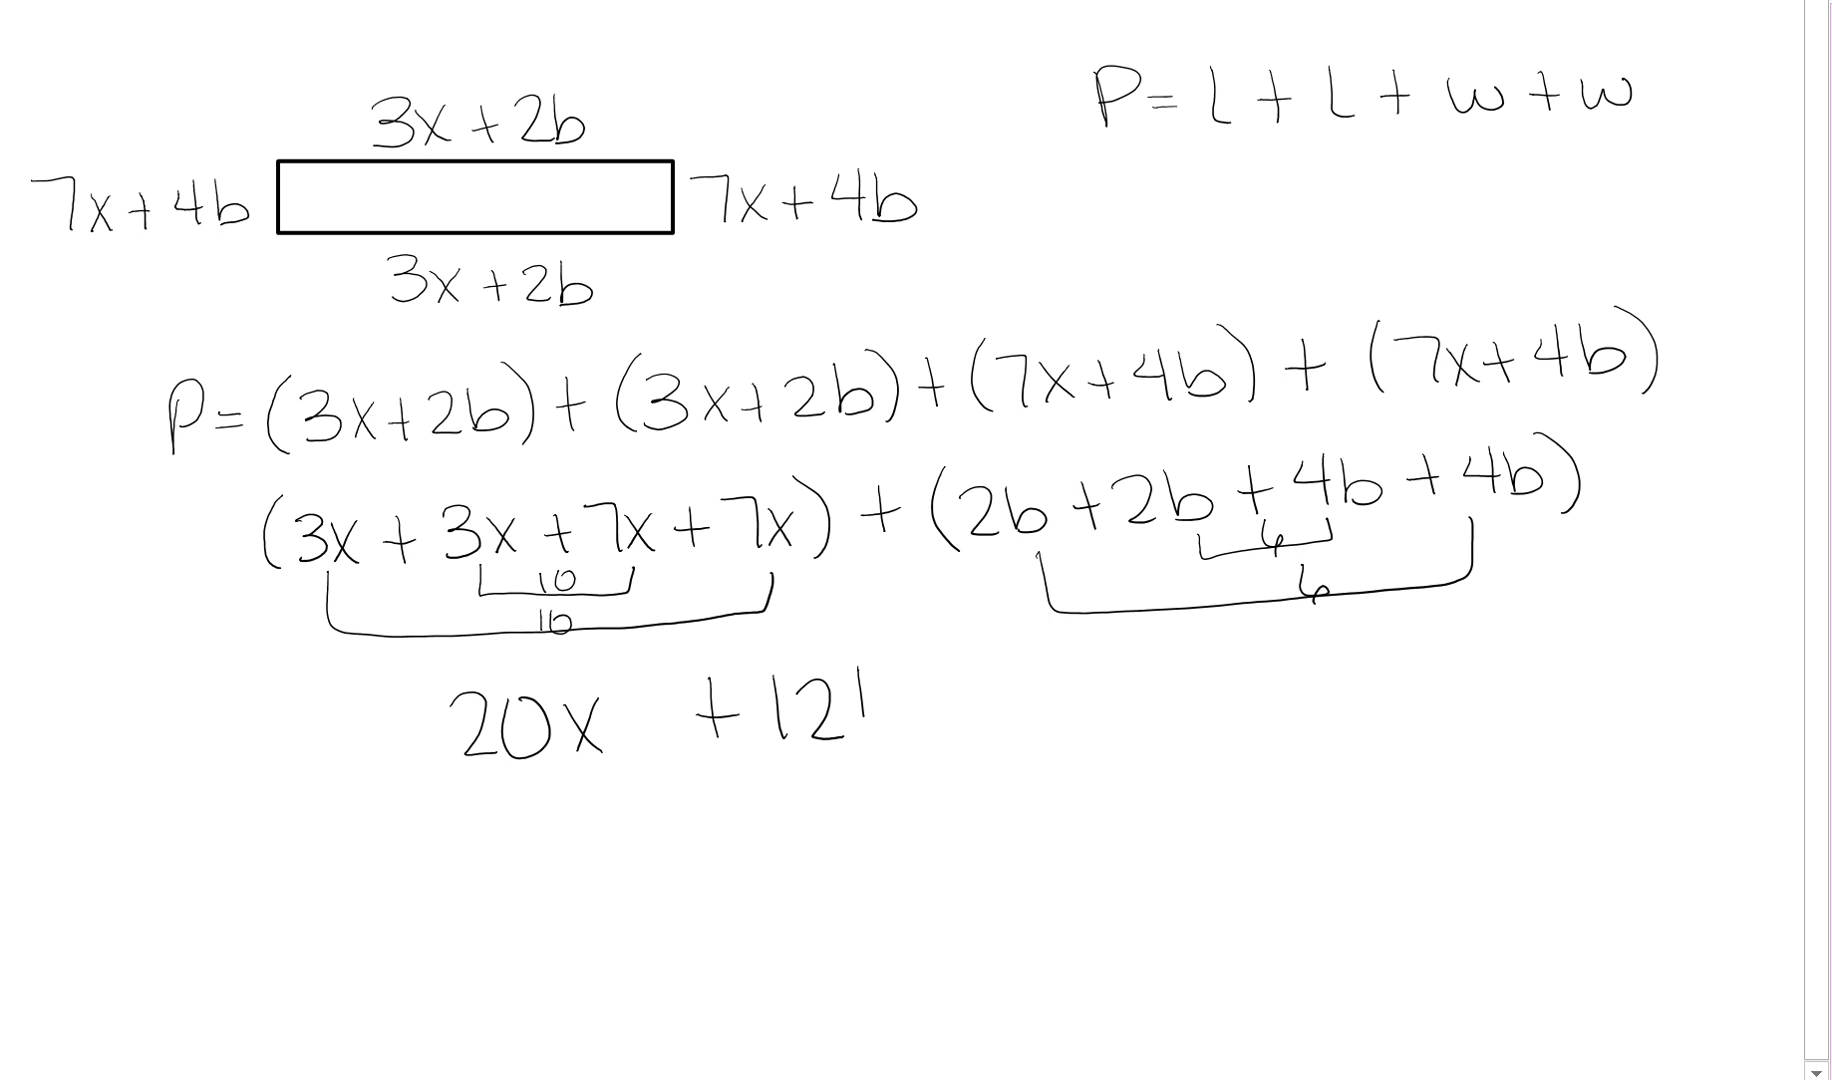 P= L + L + w + w
3x + 2b
7x + 4b 7x + 4b
3x + 2b
P= (3x+2b) + (3x+2b) + (7x+4b) + (7x+4b)
(3x + 3x + 7x + 7x) + (2b + 2b + 4b + 4b)
10 6
10 6
20x + 12l